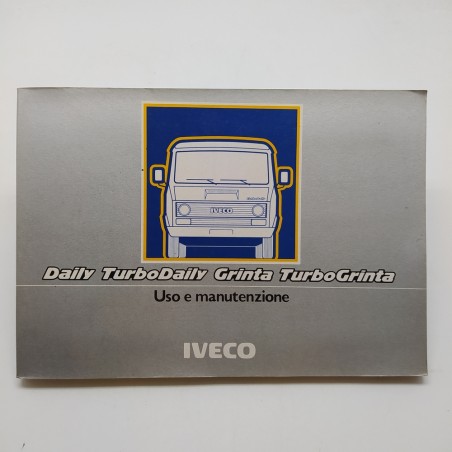 IVECO
Daily TurboDaily Grinta TurboGrinta
Uso e manutenzione
IVECO